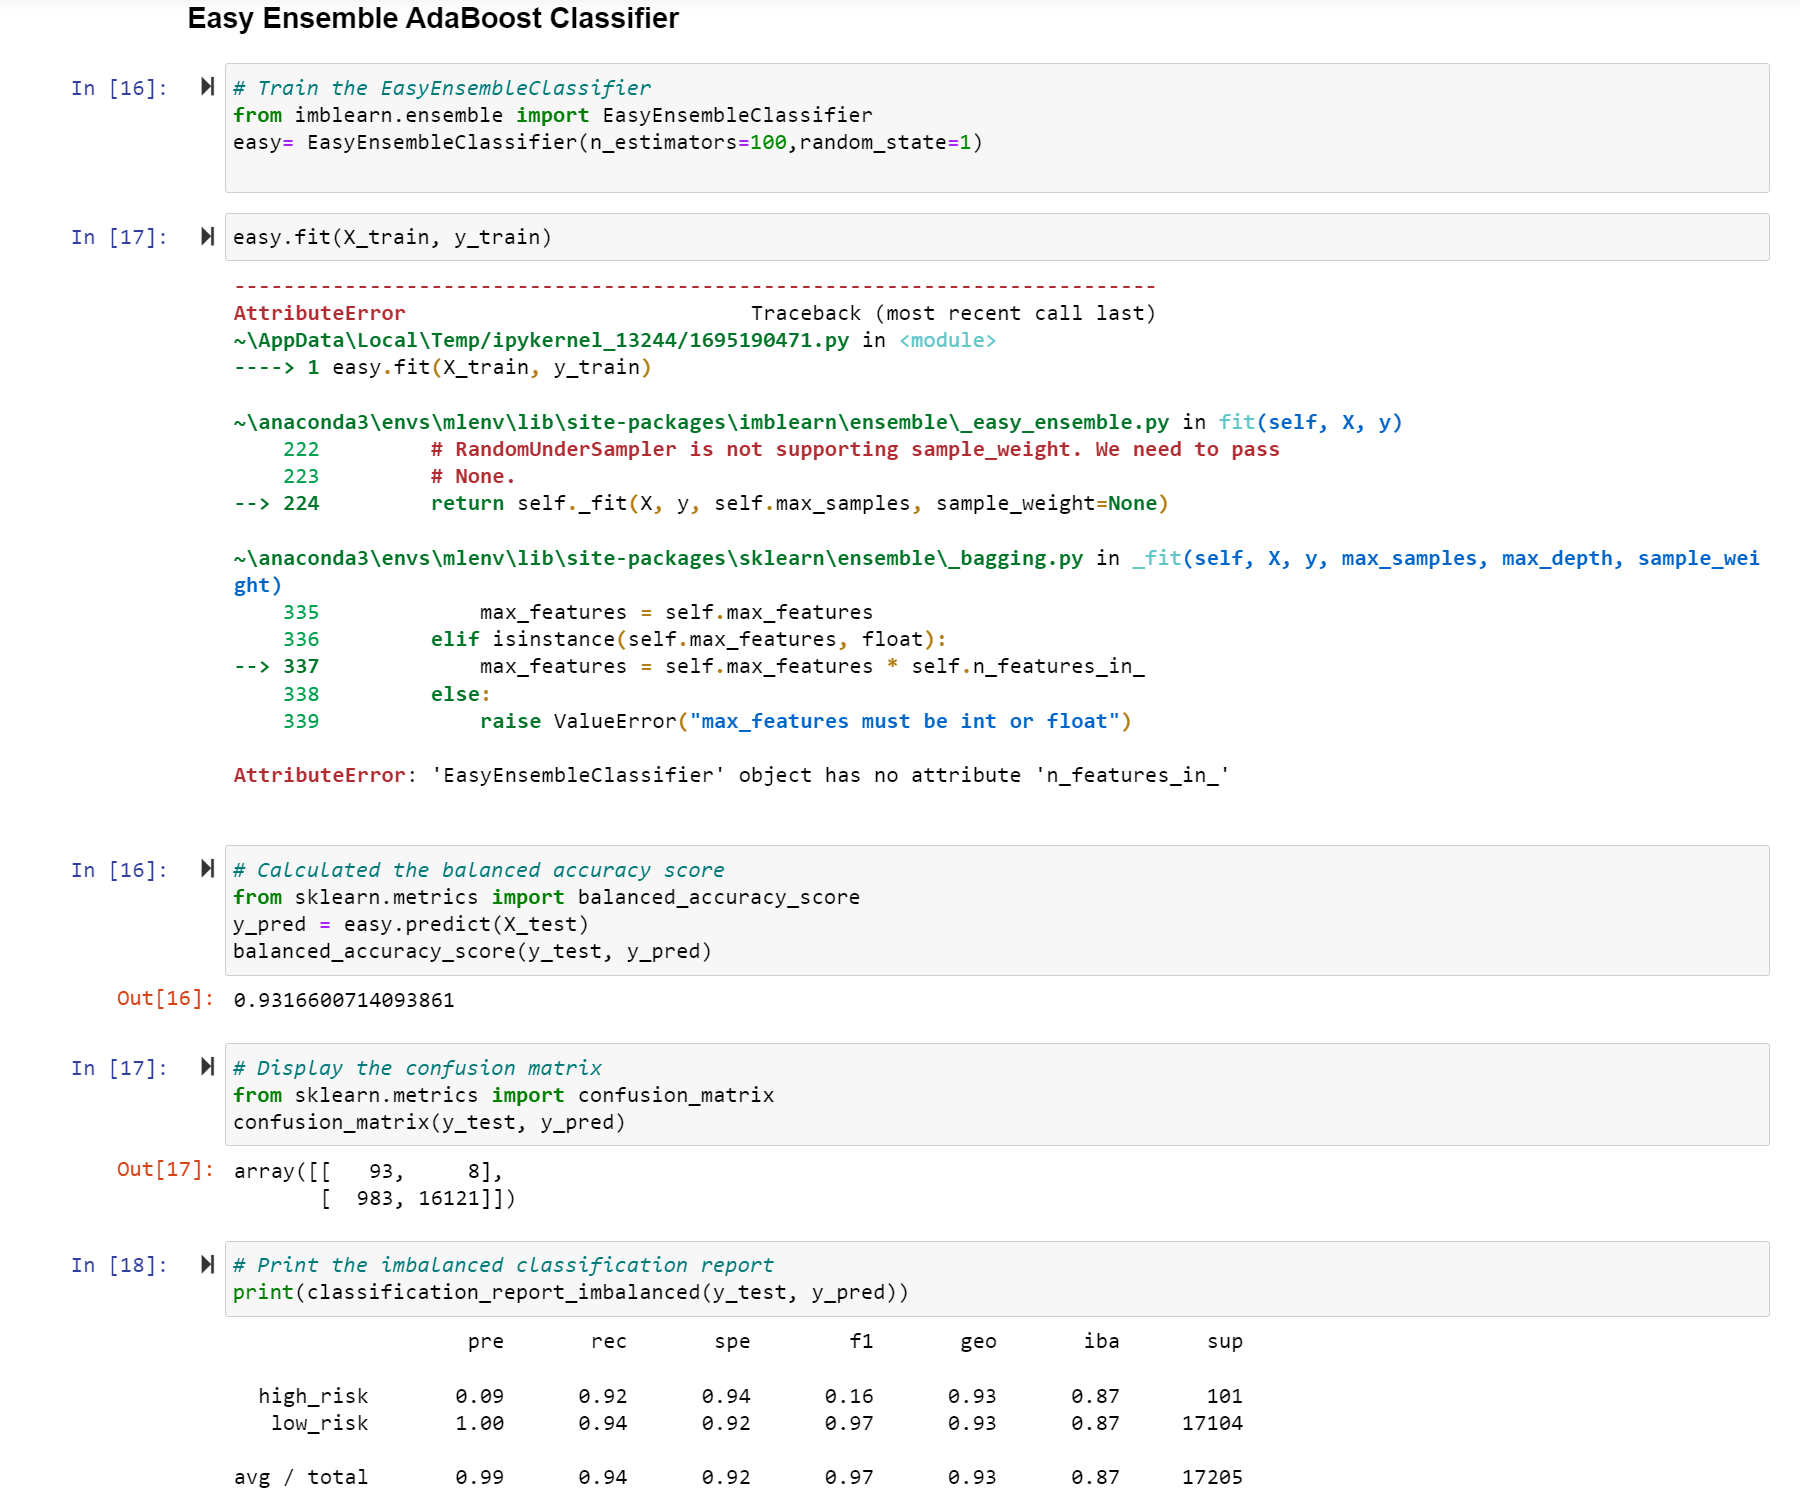 Easy Ensemble AdaBoost Classifier
In [16]: # Train the EasyEnsembleClassifier
from imblearn.ensemble import EasyEnsembleClassifier
easy= EasyEnsembleClassifier(n_estimators=100,random_state=1)
In [17]: easy.fit(X_train, y_train)
---------------------------------------------------------------------------
AttributeError                            Traceback (most recent call last)
~\AppData\Local\Temp/ipykernel_13244/1695190471.py in <module>
----> 1 easy.fit(X_train, y_train)
~\anaconda3\envs\mlenv\lib\site-packages\imblearn\ensemble\_easy_ensemble.py in fit(self, X, y)
    222         # RandomUnderSampler is not supporting sample_weight. We need to pass
    223         # None.
--> 224         return self._fit(X, y, self.max_samples, sample_weight=None)
~\anaconda3\envs\mlenv\lib\site-packages\sklearn\ensemble\_bagging.py in _fit(self, X, y, max_samples, max_depth, sample_wei
ght)
    335             max_features = self.max_features
    336         elif isinstance(self.max_features, float):
--> 337             max_features = self.max_features * self.n_features_in_
    338         else:
    339             raise ValueError("max_features must be int or float")
AttributeError: 'EasyEnsembleClassifier' object has no attribute 'n_features_in_'
In [16]: # Calculated the balanced accuracy score
from sklearn.metrics import balanced_accuracy_score
y_pred = easy.predict(X_test)
balanced_accuracy_score(y_test, y_pred)
Out[16]: 0.9316600714093861
In [17]: # Display the confusion matrix
from sklearn.metrics import confusion_matrix
confusion_matrix(y_test, y_pred)
Out[17]: array([[   93,     8],
       [  983, 16121]])
In [18]: # Print the imbalanced classification report
print(classification_report_imbalanced(y_test, y_pred))
                   pre       rec       spe        f1       geo       iba       sup
  high_risk       0.09      0.92      0.94      0.16      0.93      0.87       101
   low_risk       1.00      0.94      0.92      0.97      0.93      0.87     17104
avg / total       0.99      0.94      0.92      0.97      0.93      0.87     17205